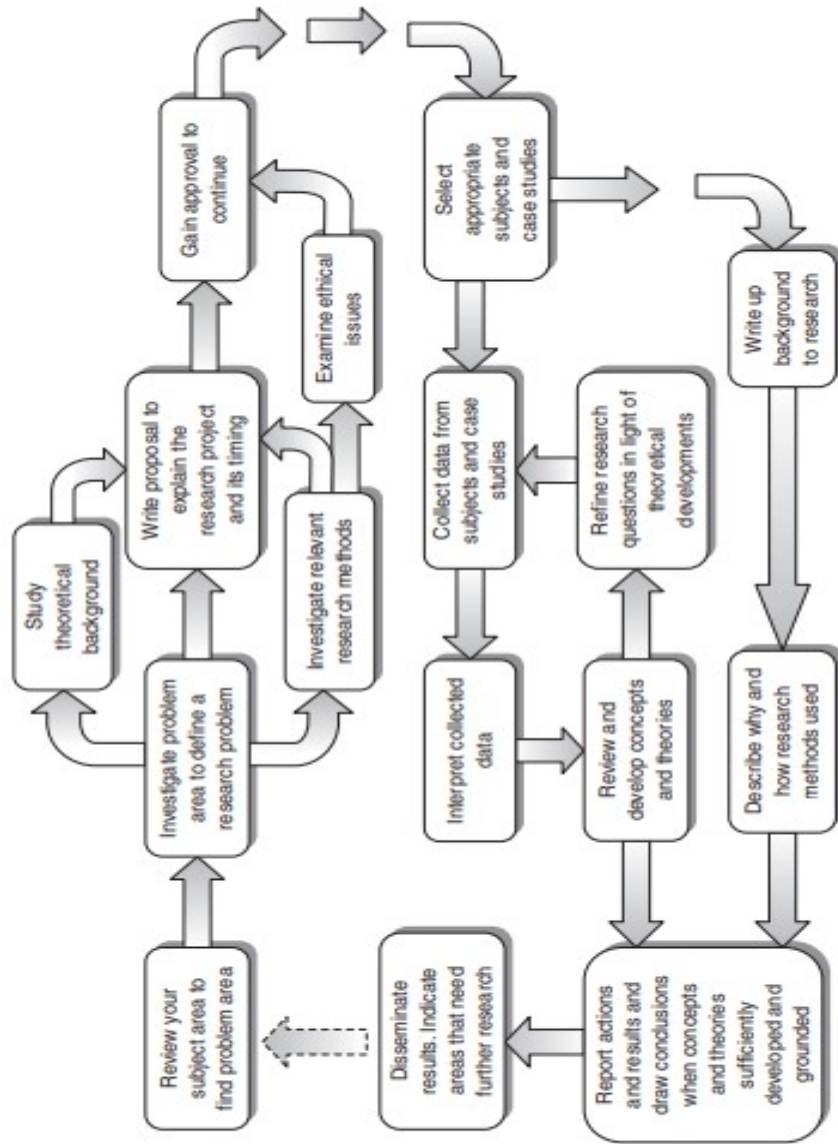 Review your
subject area to
find problem area
Investigate problem
area to define a
research problem
Study
theoretical
background
Write proposal to
explain the
research project
and its timing
Investigate relevant
research methods
Examine ethical
issues
Gain approval to
continue
Select
appropriate
subjects and
case studies
Collect data from
subjects and case
studies
Interpret collected
data
Review and
develop concepts
and theories
Refine research
questions in light of
theoretical
developments
Write up
background
to research
Describe why and
how research
methods used
Report actions
and results and
draw conclusions
when concepts
and theories
sufficiently
developed and
grounded
Disseminate
results. Indicate
areas that need
further research